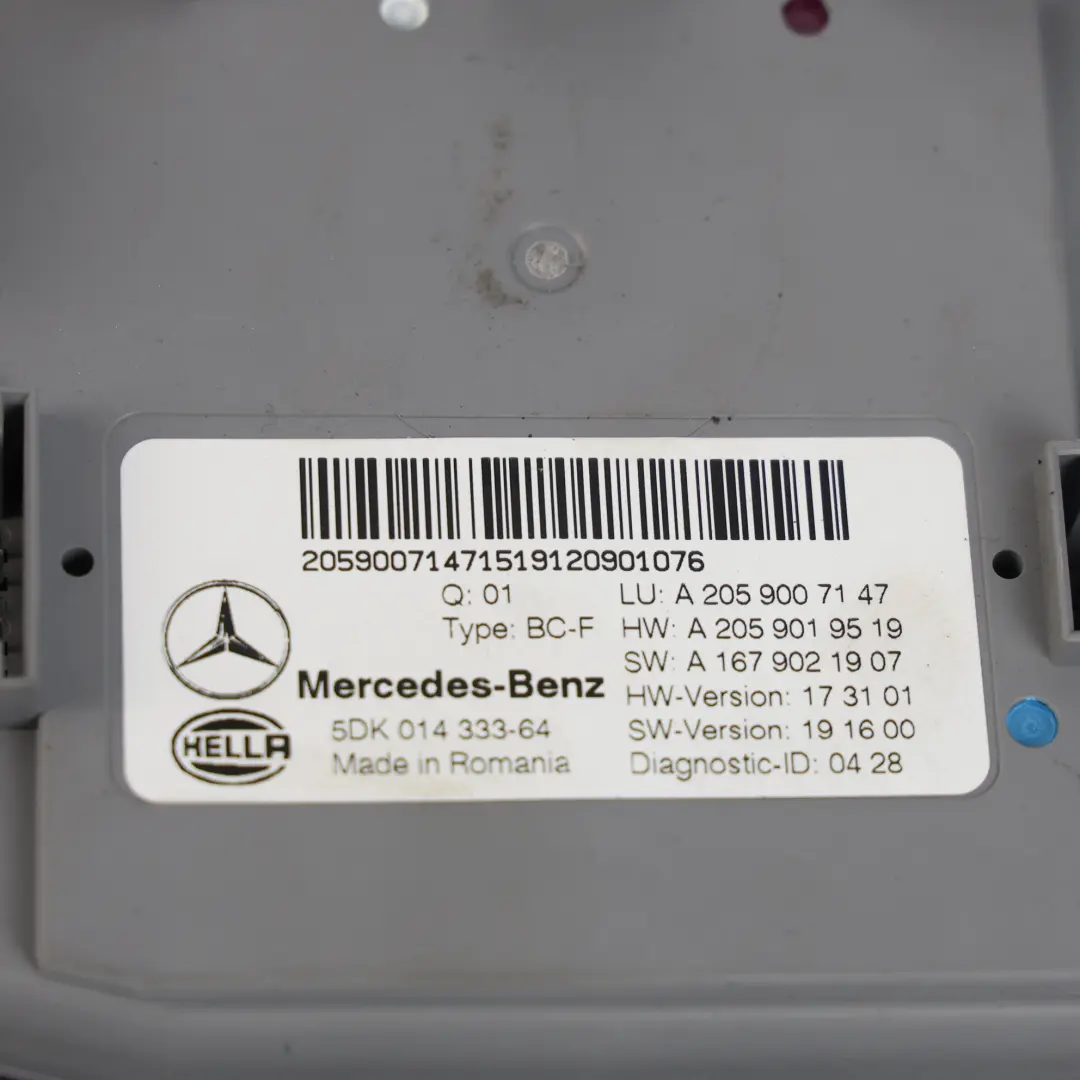 20590071471519120901076
Q: 01 LU: A 205 900 71 47
Type: BC-F HW: A 205 901 95 19
SW: A 167 902 19 07
Mercedes-Benz HW-Version: 17 31 01
5DK 014 333-64 SW-Version: 19 16 00
HELLA
Made in Romania Diagnostic-ID: 04 28